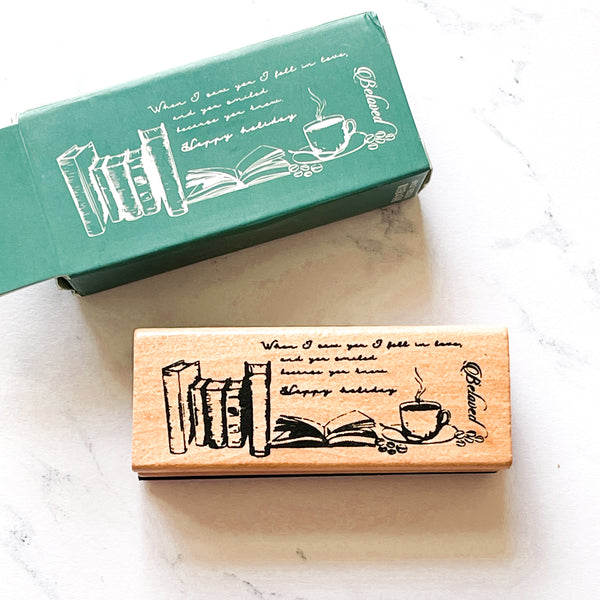 When I saw you I fell in love,
and you smiled
because you knew.
Happy holiday
Beloved
When I saw you I fell in love,
and you smiled
because you knew.
Happy holiday
Beloved